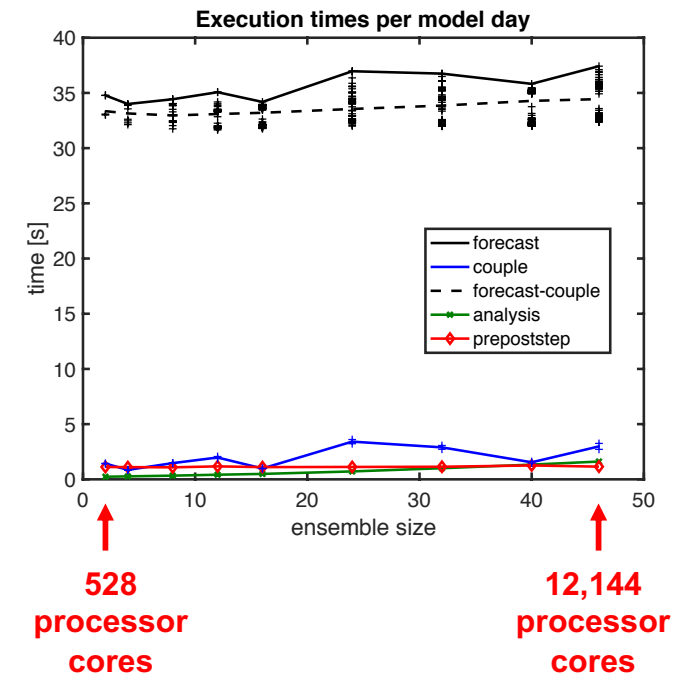 Execution times per model day
40
35
30
25
20
15
10
5
0
time [s]
forecast
couple
forecast-couple
analysis
prepoststep
0 10 20 30 40 50
ensemble size
528
processor
cores
12,144
processor
cores